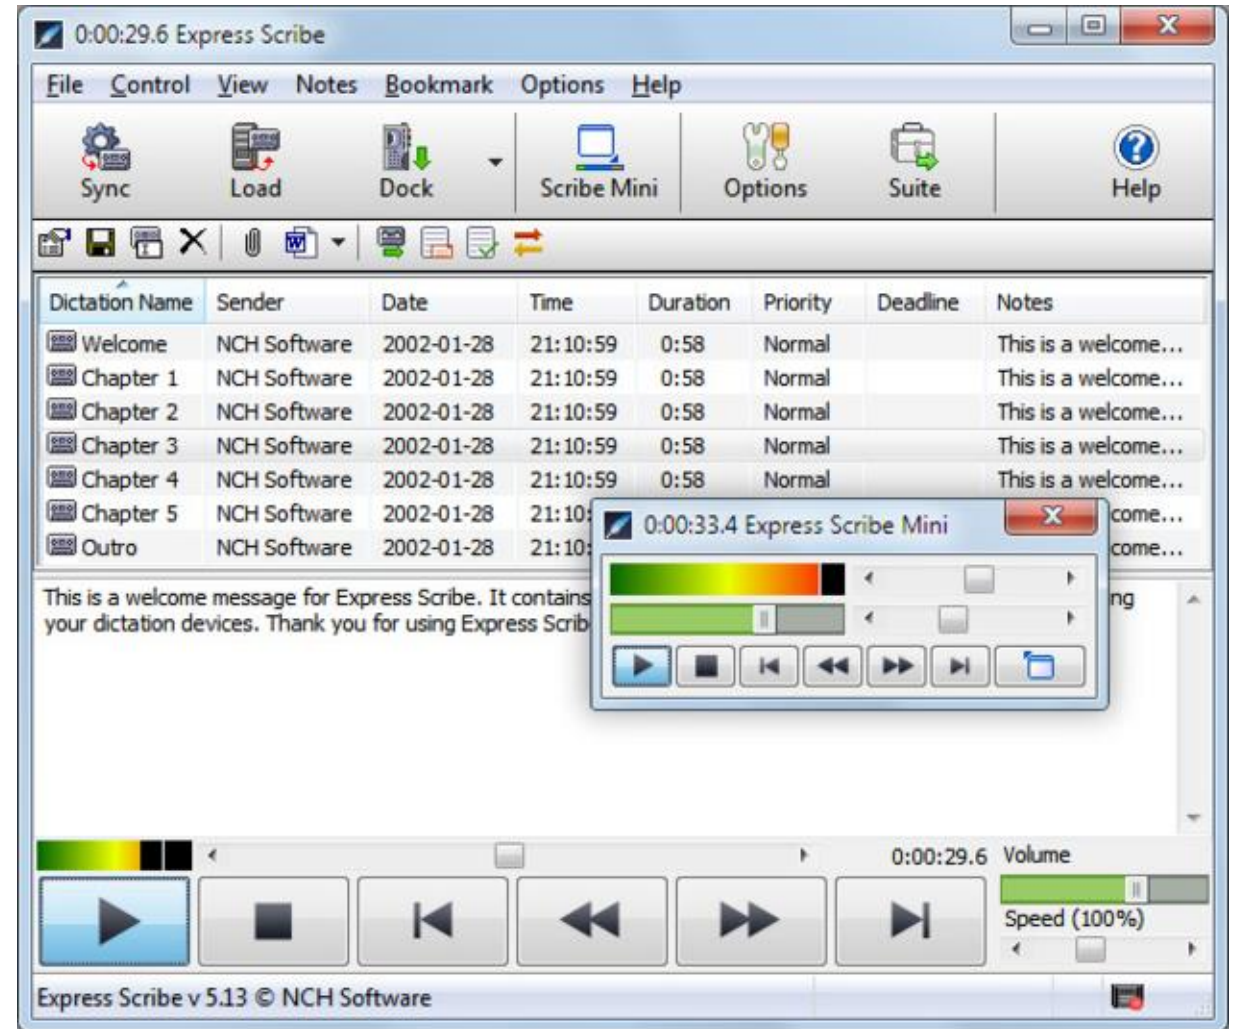 0:00:29.6 Express Scribe
File Control View Notes Bookmark Options Help
Sync Load Dock Scribe Mini Options Suite Help
Dictation Name Sender Date Time Duration Priority Deadline Notes
Welcome NCH Software 2002-01-28 21:10:59 0:58 Normal This is a welcome...
Chapter 1 NCH Software 2002-01-28 21:10:59 0:58 Normal This is a welcome...
Chapter 2 NCH Software 2002-01-28 21:10:59 0:58 Normal This is a welcome...
Chapter 3 NCH Software 2002-01-28 21:10:59 0:58 Normal This is a welcome...
Chapter 4 NCH Software 2002-01-28 21:10:59 0:58 Normal This is a welcome...
Chapter 5 NCH Software 2002-01-28 21:10: come...
Outro NCH Software 2002-01-28 21:10: come...
0:00:33.4 Express Scribe Mini
This is a welcome message for Express Scribe. It contains ng
your dictation devices. Thank you for using Express Scrib
0:00:29.6 Volume
Speed (100%)
Express Scribe v 5.13 © NCH Software